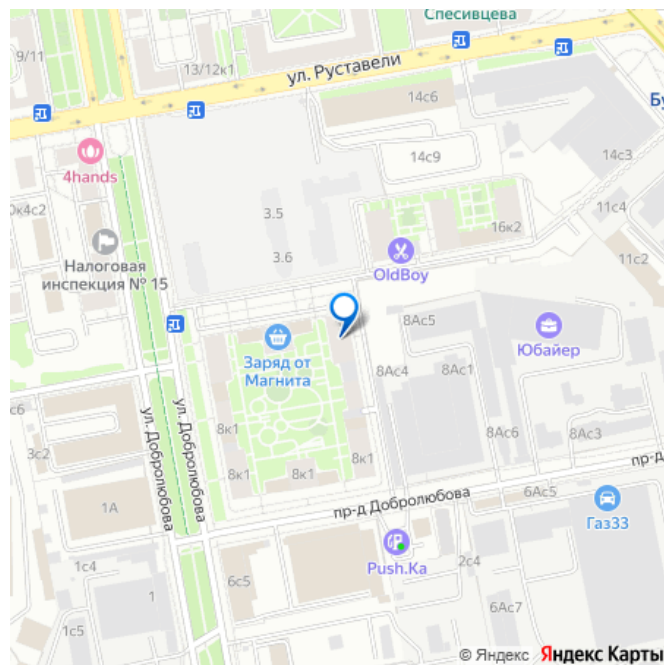 Спесивцева
9/11
13/12к1
ул. Руставели
14с6
Бу
4hands
14с9
14с3
0к4с2
3.5
11с4
16к2
3.6
Налоговая
инспекция № 15
OldBoy
11с2
8Ас5
Юбайер
Заряд от
Магнита
8Ас4
8Ас1
с6
3с2
ул. Добролюбова
ул. Добролюбова
8к1
8к1
8к1
8к1
8Ас6
8Ас3
пр-д
1А
пр-д Добролюбова
6Ас5
Газ33
Push.Ka
1с4
6с5
2с4
1
6Ас7
1с5
© Яндекс Яндекс Карты